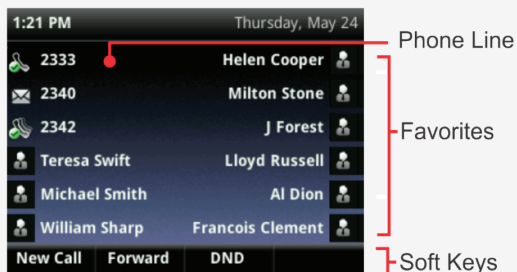 1:21 PM Thursday, May 24
Phone Line
2333 Helen Cooper
2340 Milton Stone
2342 J Forest
Favorites
Teresa Swift Lloyd Russell
Michael Smith Al Dion
William Sharp Francois Clement
New Call Forward DND
Soft Keys